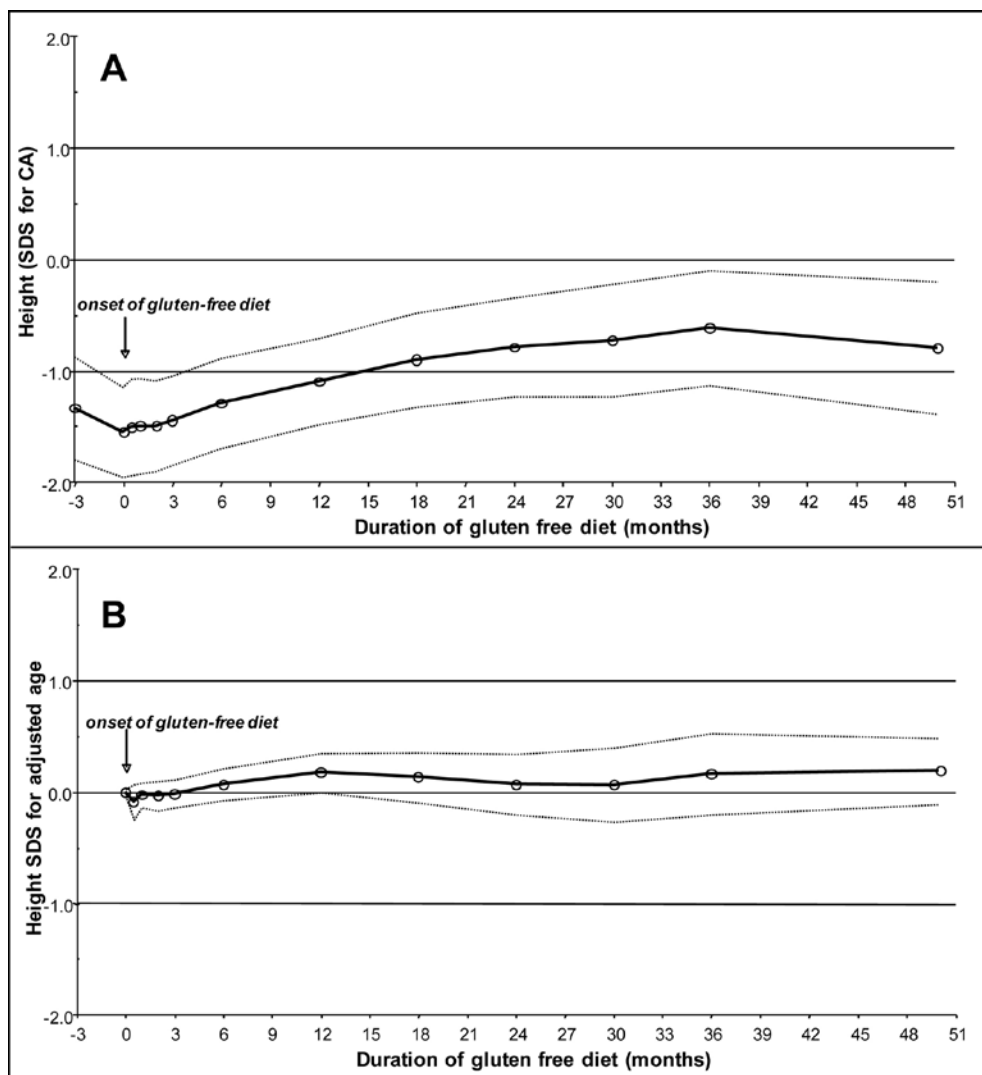 2.0
A
1.0
Height (SDS for CA)
0.0
onset of gluten-free diet
-1.0
-2.0
-3 0 3 6 9 12 15 18 21 24 27 30 33 36 39 42 45 48 51
Duration of gluten free diet (months)
2.0
B
1.0
Height SDS for adjusted age
onset of gluten-free diet
0.0
-1.0
-2.0
-3 0 3 6 9 12 15 18 21 24 27 30 33 36 39 42 45 48 51
Duration of gluten free diet (months)